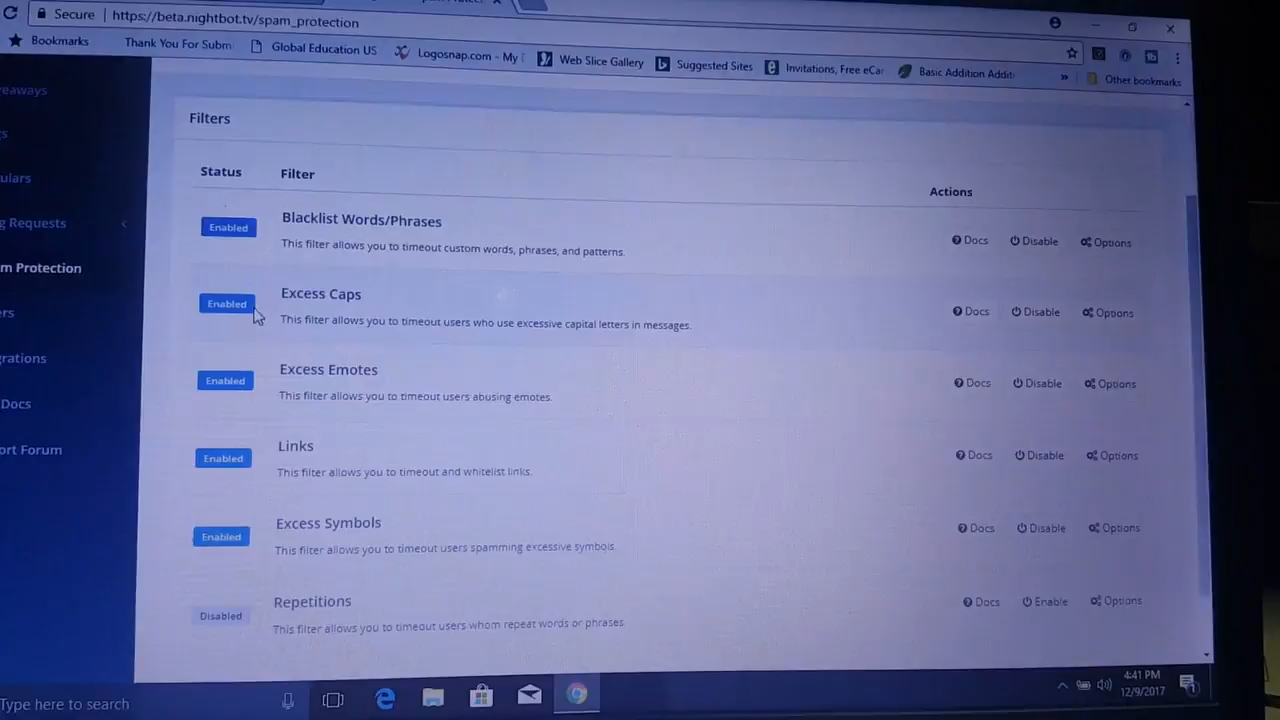 Secure
https://beta.nightbot.tv/spam_protection
Bookmarks
Thank You For Subm
Global Education US
Logosnap.com - My
Web Slice Gallery
Suggested Sites
Invitations, Free eCar
Basic Addition Additi
»
Other bookmarks
eaways
s
ulars
g Requests
m Protection
ers
rations
Docs
ort Forum
Filters
Status
Filter
Actions
Enabled
Blacklist Words/Phrases
This filter allows you to timeout custom words, phrases, and patterns.
Docs
Disable
Options
Enabled
Excess Caps
This filter allows you to timeout users who use excessive capital letters in messages.
Docs
Disable
Options
Enabled
Excess Emotes
This filter allows you to timeout users abusing emotes.
Docs
Disable
Options
Enabled
Links
This filter allows you to timeout and whitelist links.
Docs
Disable
Options
Enabled
Excess Symbols
This filter allows you to timeout users spamming excessive symbols.
Docs
Disable
Options
Disabled
Repetitions
This filter allows you to timeout users whom repeat words or phrases.
Docs
Enable
Options
Type here to search
4:41 PM
12/9/2017
1